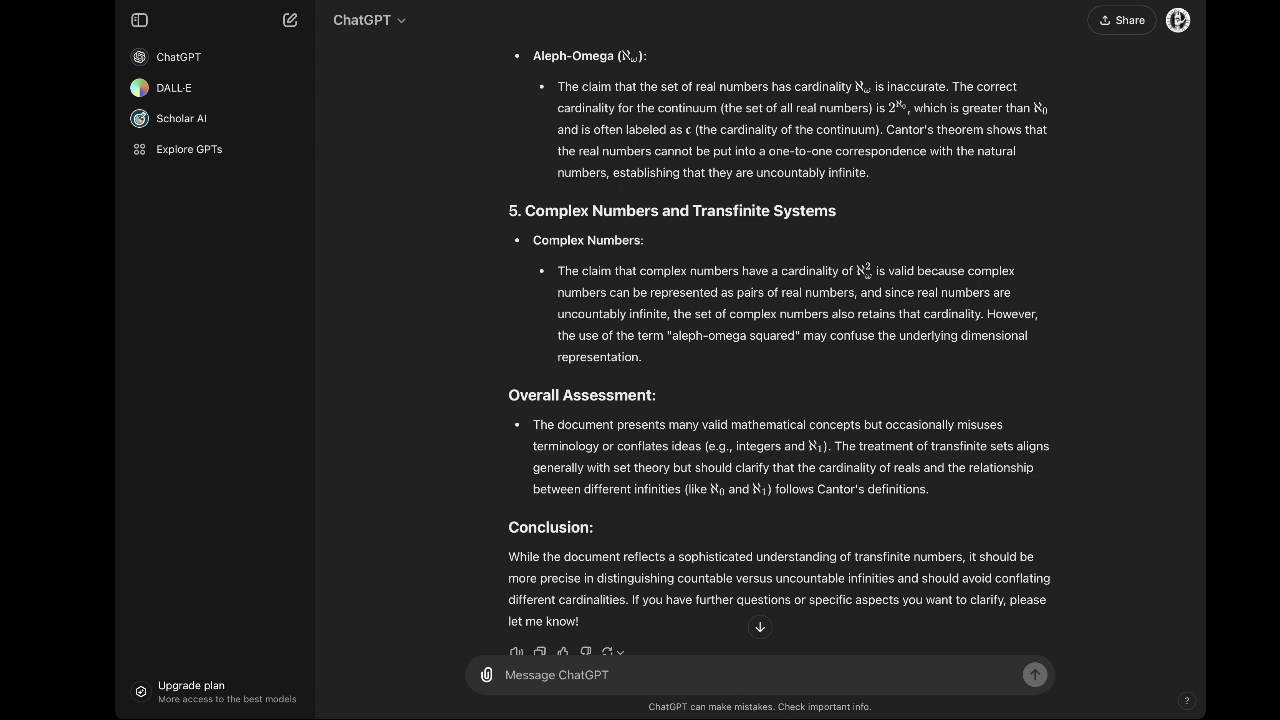 ChatGPT
DALL·E
Scholar AI
Explore GPTs
Upgrade plan
More access to the best models
ChatGPT
Share
• Aleph-Omega (ℵω):
• The claim that the set of real numbers has cardinality ℵω is inaccurate. The correct
cardinality for the continuum (the set of all real numbers) is 2^ℵ0, which is greater than ℵ0
and is often labeled as 𝔠 (the cardinality of the continuum). Cantor's theorem shows that
the real numbers cannot be put into a one-to-one correspondence with the natural
numbers, establishing that they are uncountably infinite.
5. Complex Numbers and Transfinite Systems
• Complex Numbers:
• The claim that complex numbers have a cardinality of ℵω² is valid because complex
numbers can be represented as pairs of real numbers, and since real numbers are
uncountably infinite, the set of complex numbers also retains that cardinality. However,
the use of the term "aleph-omega squared" may confuse the underlying dimensional
representation.
Overall Assessment:
• The document presents many valid mathematical concepts but occasionally misuses
terminology or conflates ideas (e.g., integers and ℵ1). The treatment of transfinite sets aligns
generally with set theory but should clarify that the cardinality of reals and the relationship
between different infinities (like ℵ0 and ℵ1) follows Cantor's definitions.
Conclusion:
While the document reflects a sophisticated understanding of transfinite numbers, it should be
more precise in distinguishing countable versus uncountable infinities and should avoid conflating
different cardinalities. If you have further questions or specific aspects you want to clarify, please
let me know!
Message ChatGPT
ChatGPT can make mistakes. Check important info.
?